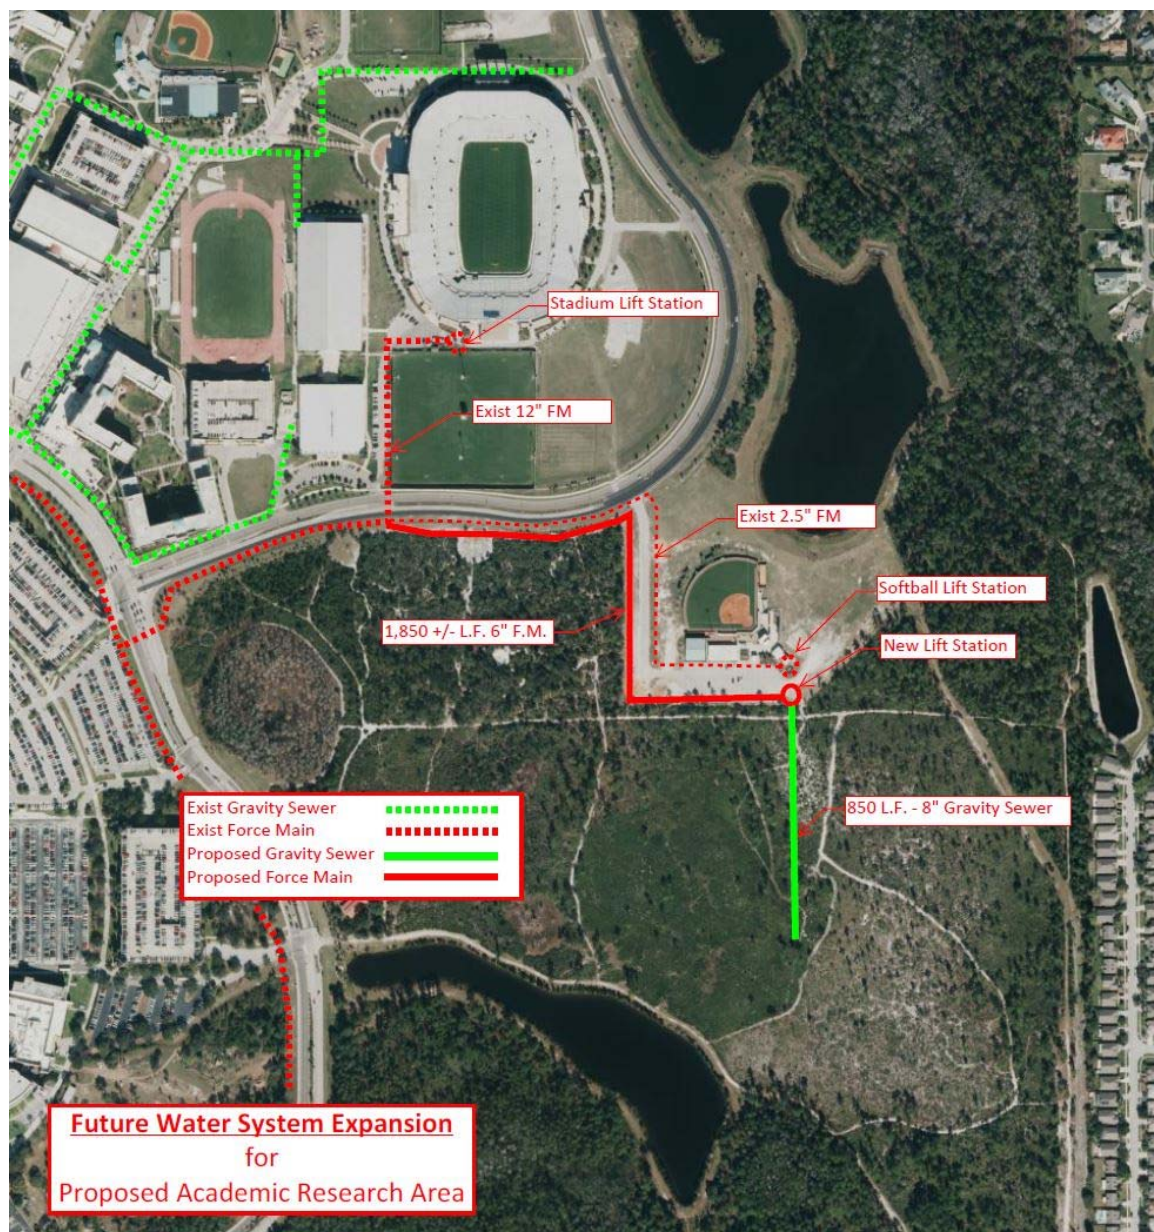 Stadium Lift Station
Exist 12" FM
Exist 2.5" FM
Softball Lift Station
1,850 +/- L.F. 6" F.M.
New Lift Station
Exist Gravity Sewer
Exist Force Main
Proposed Gravity Sewer
Proposed Force Main
850 L.F. - 8" Gravity Sewer
Future Water System Expansion
for
Proposed Academic Research Area